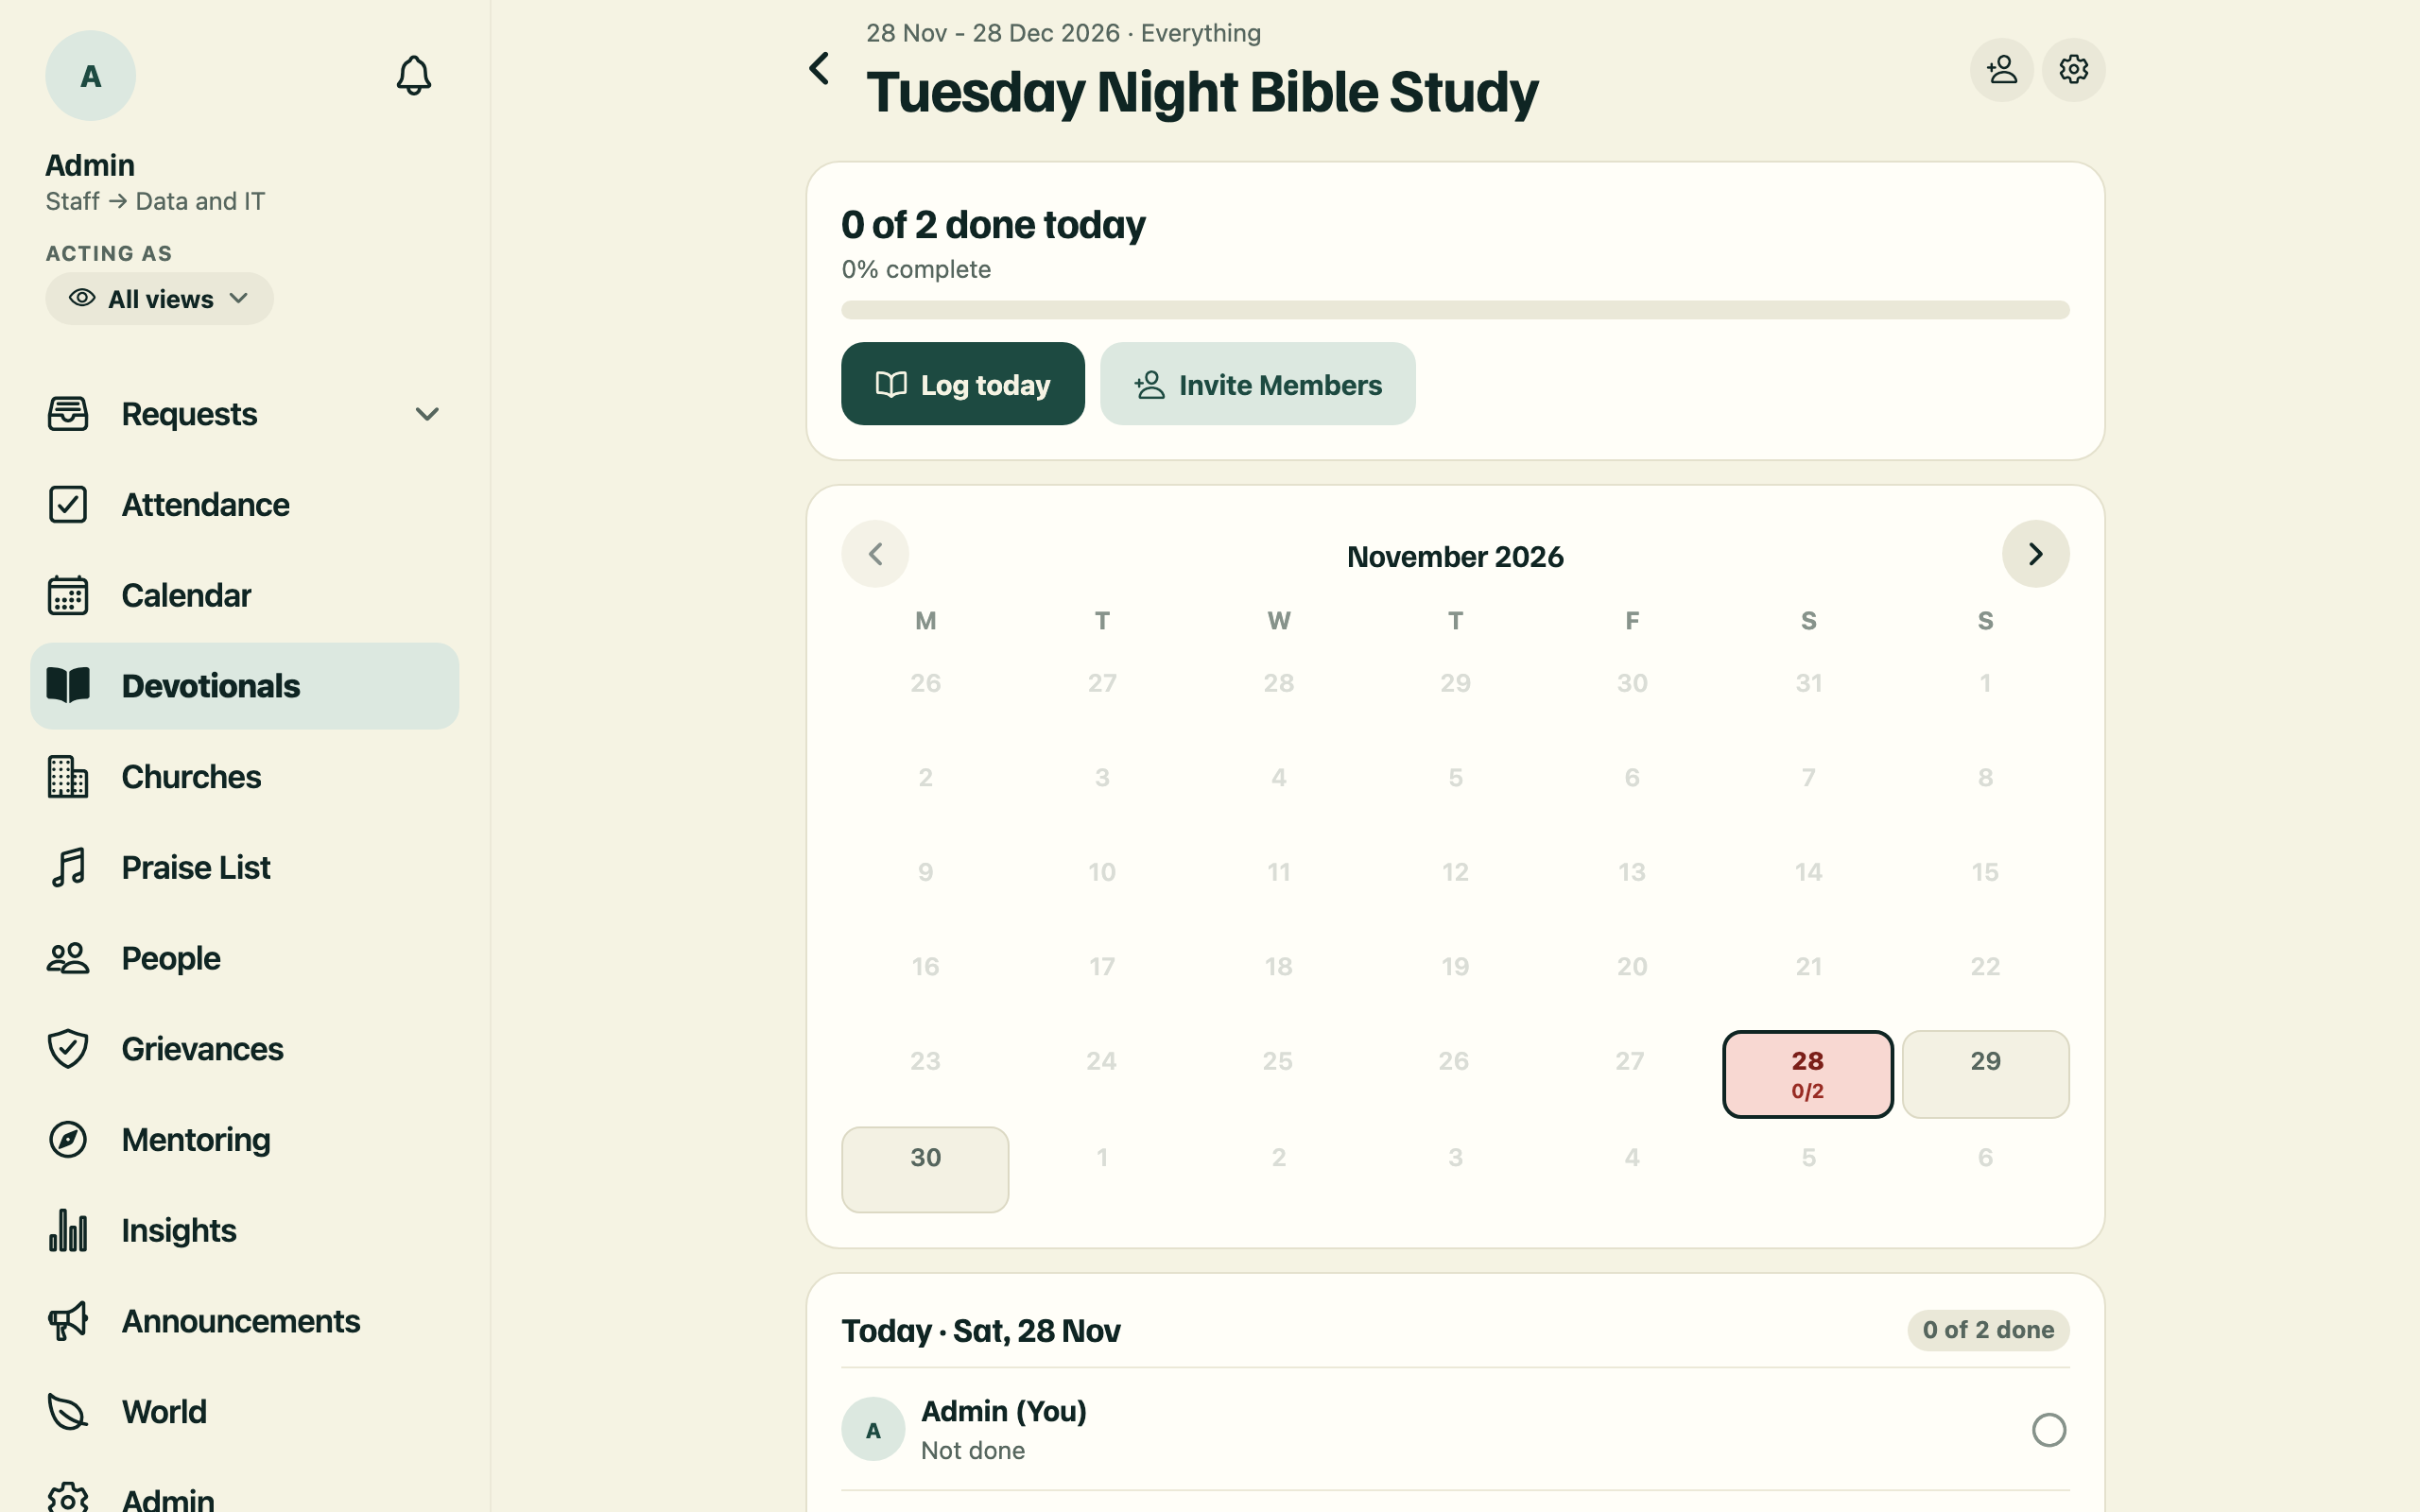 A
Admin
Staff → Data and IT
ACTING AS
All views
Requests
Attendance
Calendar
Devotionals
Churches
Praise List
People
Grievances
Mentoring
Insights
Announcements
World
Admin
28 Nov - 28 Dec 2026 · Everything
Tuesday Night Bible Study
0 of 2 done today
0% complete
Log today
Invite Members
November 2026
M T W T F S S
26 27 28 29 30 31 1
2 3 4 5 6 7 8
9 10 11 12 13 14 15
16 17 18 19 20 21 22
23 24 25 26 27 28 29
0/2
30 1 2 3 4 5 6
Today · Sat, 28 Nov
0 of 2 done
A
Admin (You)
Not done